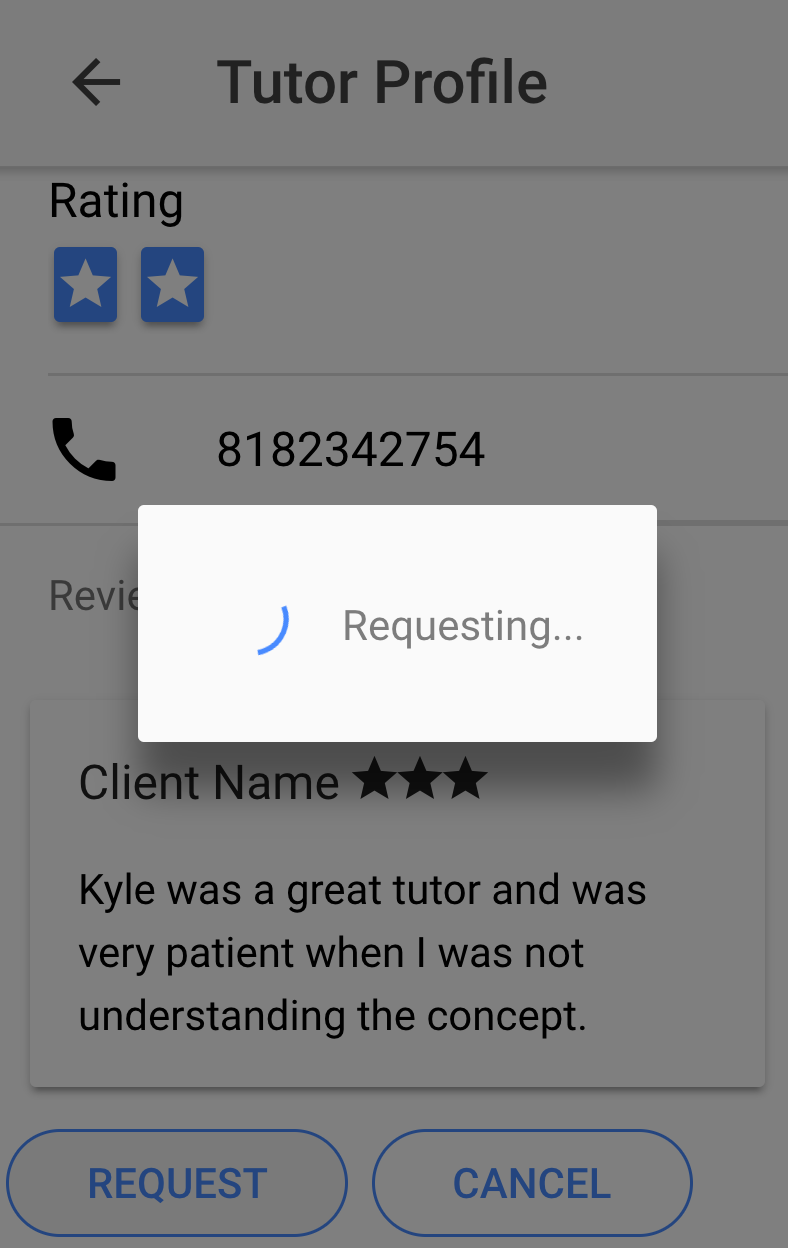 Tutor Profile
Rating
8182342754
Requesting...
Client Name
Kyle was a great tutor and was
very patient when I was not
understanding the concept.
REQUEST
CANCEL